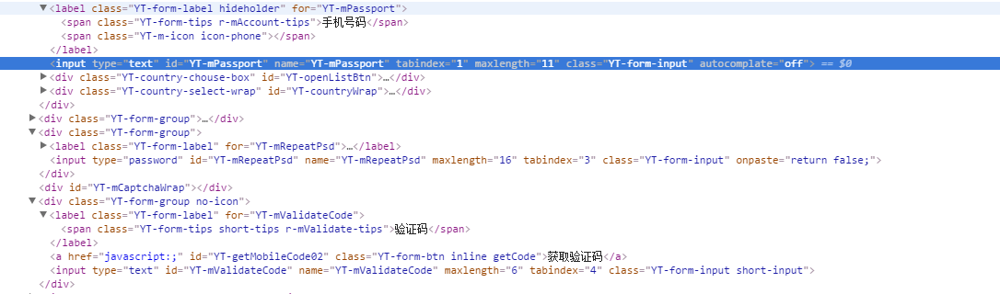 ▼<label class="YT-form-label hideholder" for="YT-mPassport">
<span class="YT-form-tips r-mAccount-tips">手机号码</span>
<span class="YT-m-icon icon-phone"></span>
</label>
<input type="text" id="YT-mPassport" name="YT-mPassport" tabindex="1" maxlength="11" class="YT-form-input" autocomplate="off"> == $0
▶<div class="YT-country-chouse-box" id="YT-openListBtn">…</div>
▶<div class="YT-country-select-wrap" id="YT-countryWrap">…</div>
</div>
▶<div class="YT-form-group">…</div>
▼<div class="YT-form-group">
▶<label class="YT-form-label" for="YT-mRepeatPsd">…</label>
<input type="password" id="YT-mRepeatPsd" name="YT-mRepeatPsd" maxlength="16" tabindex="3" class="YT-form-input" onpaste="return false;">
</div>
<div id="YT-mCaptchaWrap"></div>
▼<div class="YT-form-group no-icon">
▼<label class="YT-form-label" for="YT-mValidateCode">
<span class="YT-form-tips short-tips r-mValidate-tips">验证码</span>
</label>
<a href="javascript:;" id="YT-getMobileCode02" class="YT-form-btn inline getCode">获取验证码</a>
<input type="text" id="YT-mValidateCode" name="YT-mValidateCode" maxlength="6" tabindex="4" class="YT-form-input short-input">
</div>